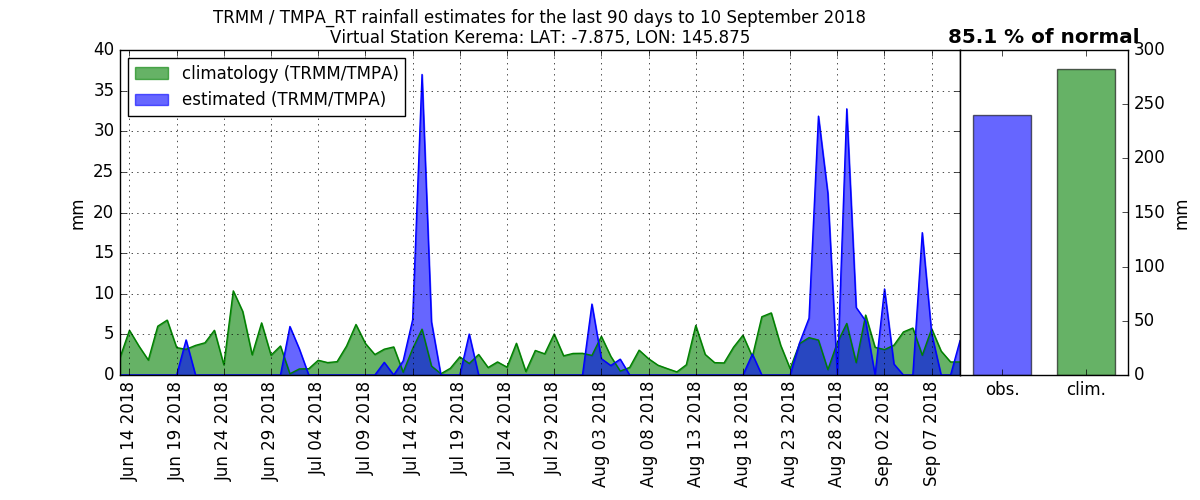 TRMM / TMPA_RT rainfall estimates for the last 90 days to 10 September 2018
Virtual Station Kerema: LAT: -7.875, LON: 145.875
85.1 % of normal
climatology (TRMM/TMPA)
estimated (TRMM/TMPA)
40
35
30
25
20
15
10
5
0
mm
Jun 14 2018
Jun 19 2018
Jun 24 2018
Jun 29 2018
Jul 04 2018
Jul 09 2018
Jul 14 2018
Jul 19 2018
Jul 24 2018
Jul 29 2018
Aug 03 2018
Aug 08 2018
Aug 13 2018
Aug 18 2018
Aug 23 2018
Aug 28 2018
Sep 02 2018
Sep 07 2018
300
250
200
150
100
50
0
mm
obs.
clim.